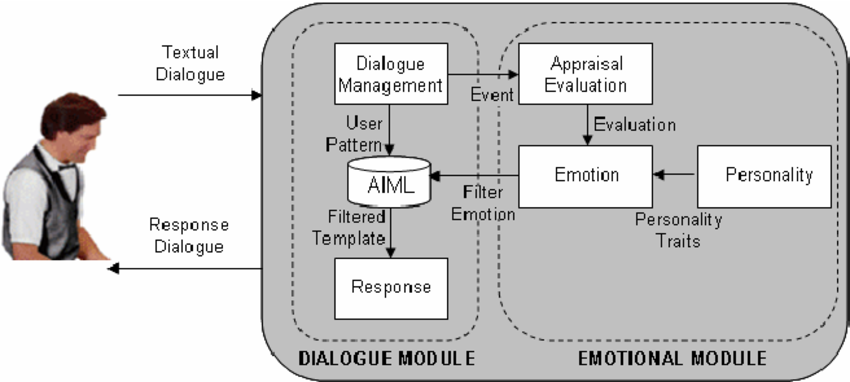 Textual
Dialogue
Response
Dialogue
Dialogue
Management
Event
Appraisal
Evaluation
User
Pattern
Evaluation
AIML
Filter
Emotion
Emotion
Personality
Personality
Traits
Filtered
Template
Response
DIALOGUE MODULE
EMOTIONAL MODULE